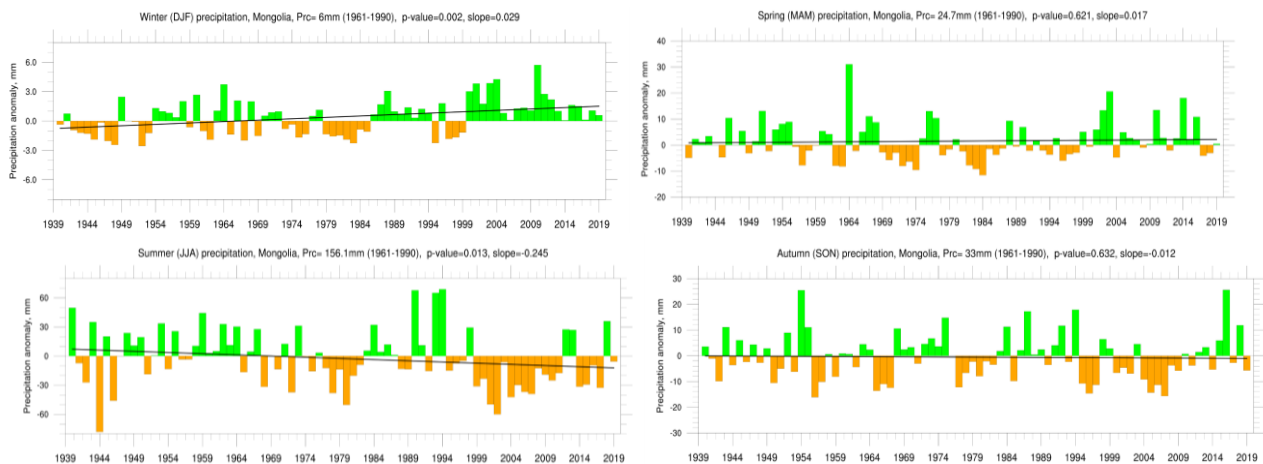 Winter (DJF) precipitation, Mongolia, Prc= 6mm (1961-1990),  p-value=0.002, slope=0.029
Precipitation anomaly, mm
6.0
3.0
0.0
-3.0
-6.0
1939 1944 1949 1954 1959 1964 1969 1974 1979 1984 1989 1994 1999 2004 2009 2014 2019
Spring (MAM) precipitation, Mongolia, Prc= 24.7mm (1961-1990),  p-value=0.621, slope=0.017
Precipitation anomaly, mm
40
30
20
10
0
-10
-20
1939 1944 1949 1954 1959 1964 1969 1974 1979 1984 1989 1994 1999 2004 2009 2014 2019
Summer (JJA) precipitation, Mongolia, Prc= 156.1mm (1961-1990),  p-value=0.013, slope=-0.245
Precipitation anomaly, mm
60
30
0
-30
-60
1939 1944 1949 1954 1959 1964 1969 1974 1979 1984 1989 1994 1999 2004 2009 2014 2019
Autumn (SON) precipitation, Mongolia, Prc= 33mm (1961-1990),  p-value=0.632, slope=-0.012
Precipitation anomaly, mm
30
20
10
0
-10
-20
-30
1939 1944 1949 1954 1959 1964 1969 1974 1979 1984 1989 1994 1999 2004 2009 2014 2019